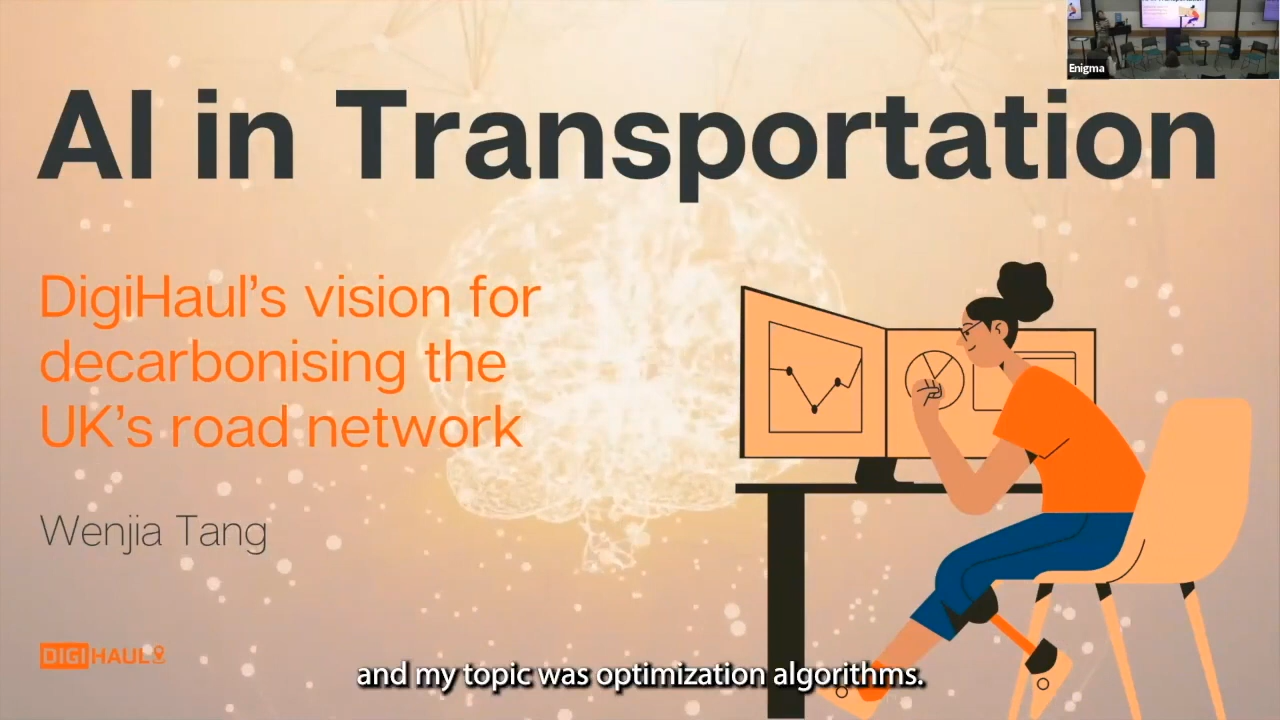 AI in Transportation
Enigma
DigiHaul's vision for
decarbonising the
UK's road network
Wenjia Tang
DIGIHAUL
and my topic was optimization algorithms.